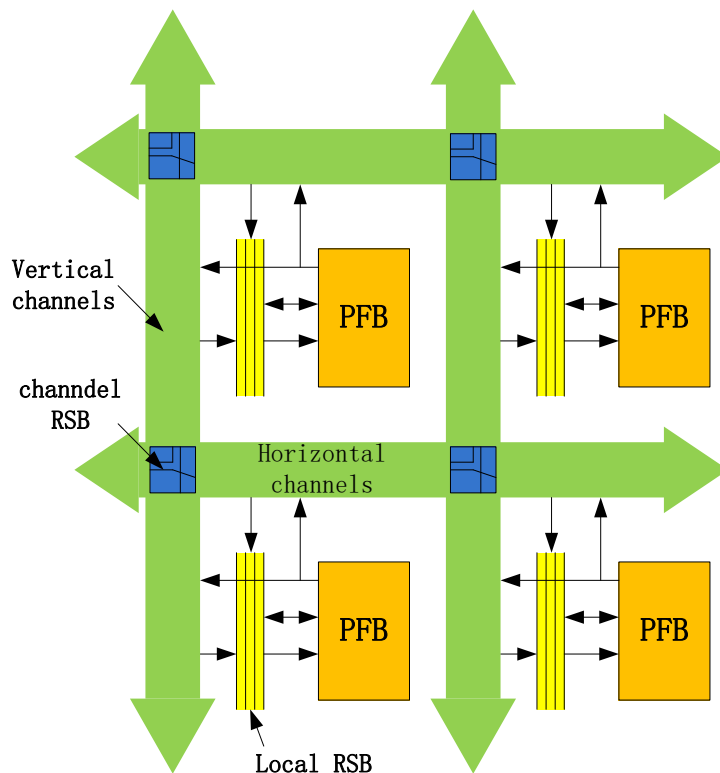 Vertical
channels
PFB
PFB
channdel
RSB
Horizontal
channels
PFB
PFB
Local RSB